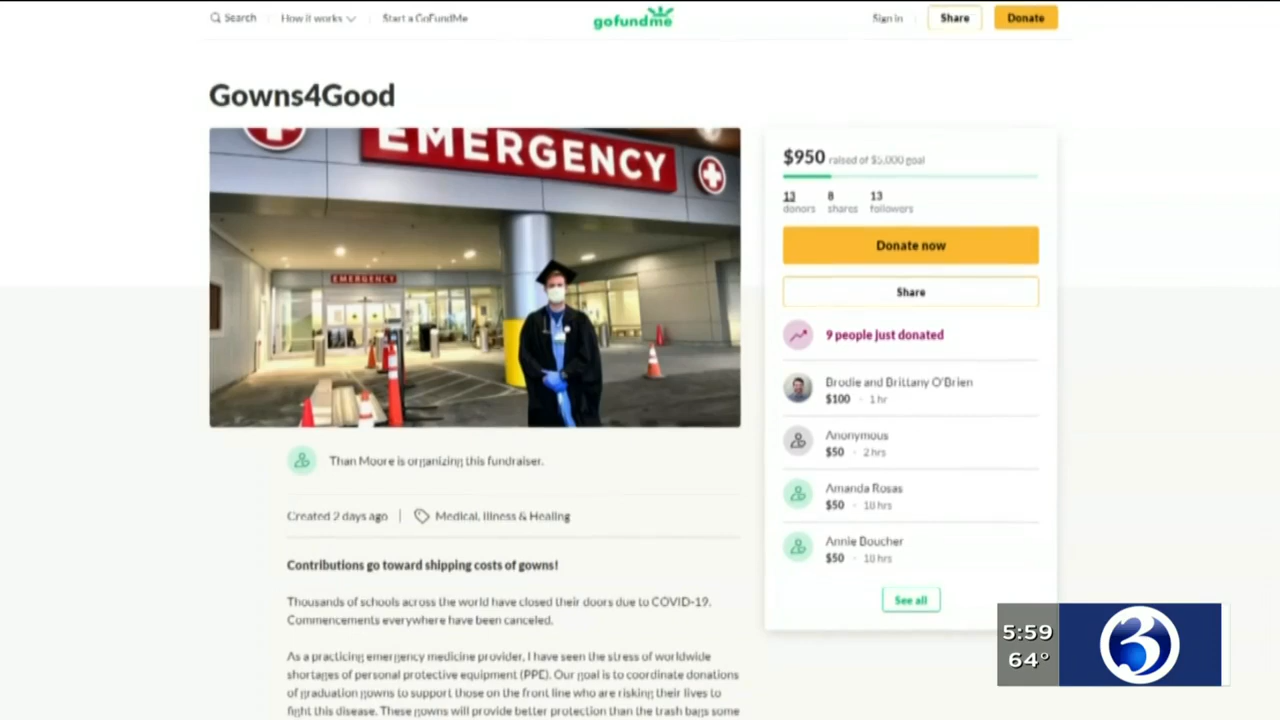 Search
How it works
Start a GoFundMe
gofundme
Sign in
Share
Donate
Gowns4Good
EMERGENCY
EMERGENCY
$950 raised of $5,000 goal
13 donors
8 shares
13 followers
Donate now
Share
9 people just donated
Brodie and Brittany O'Brien
$100 · 1 hr
Anonymous
$50 · 2 hrs
Amanda Rosas
$50 · 10 hrs
Annie Boucher
$50 · 10 hrs
See all
Than Moore is organizing this fundraiser.
Created 2 days ago | Medical, Illness & Healing
Contributions go toward shipping costs of gowns!
Thousands of schools across the world have closed their doors due to COVID-19.
Commencements everywhere have been canceled.
As a practicing emergency medicine provider, I have seen the stress of worldwide
shortages of personal protective equipment (PPE). Our goal is to coordinate donations
of graduation gowns to support those on the front line who are risking their lives to
fight this disease. These gowns will provide better protection than the trash bags some
5:59
64°
3